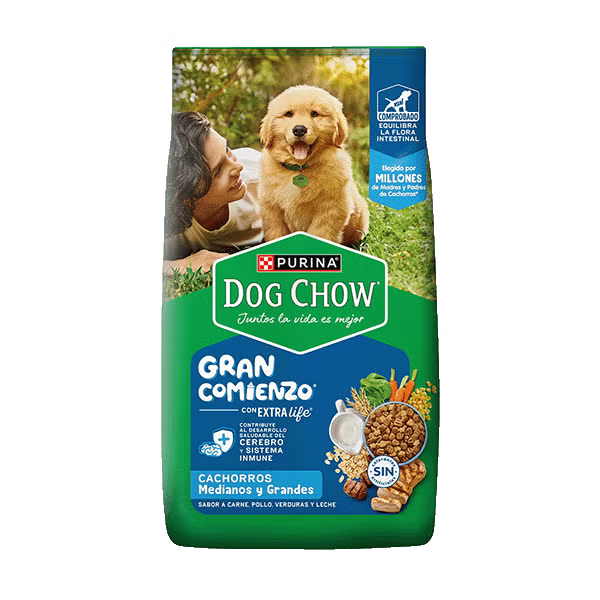 COMPROBADO
EQUILIBRA
LA FLORA
INTESTINAL
Elegido por
MILLONES
de Madres y Padres
de Cachorros*
PURINA®
DOG CHOW®
Juntos la vida es mejor
GRAN
COMIENZO®
CON EXTRA life®
CONTRIBUYE
AL DESARROLLO
SALUDABLE DEL
CEREBRO
Y SISTEMA
INMUNE
colorantes
SIN
artificiales
CACHORROS
Medianos y Grandes
SABOR A CARNE, POLLO, VERDURAS Y LECHE